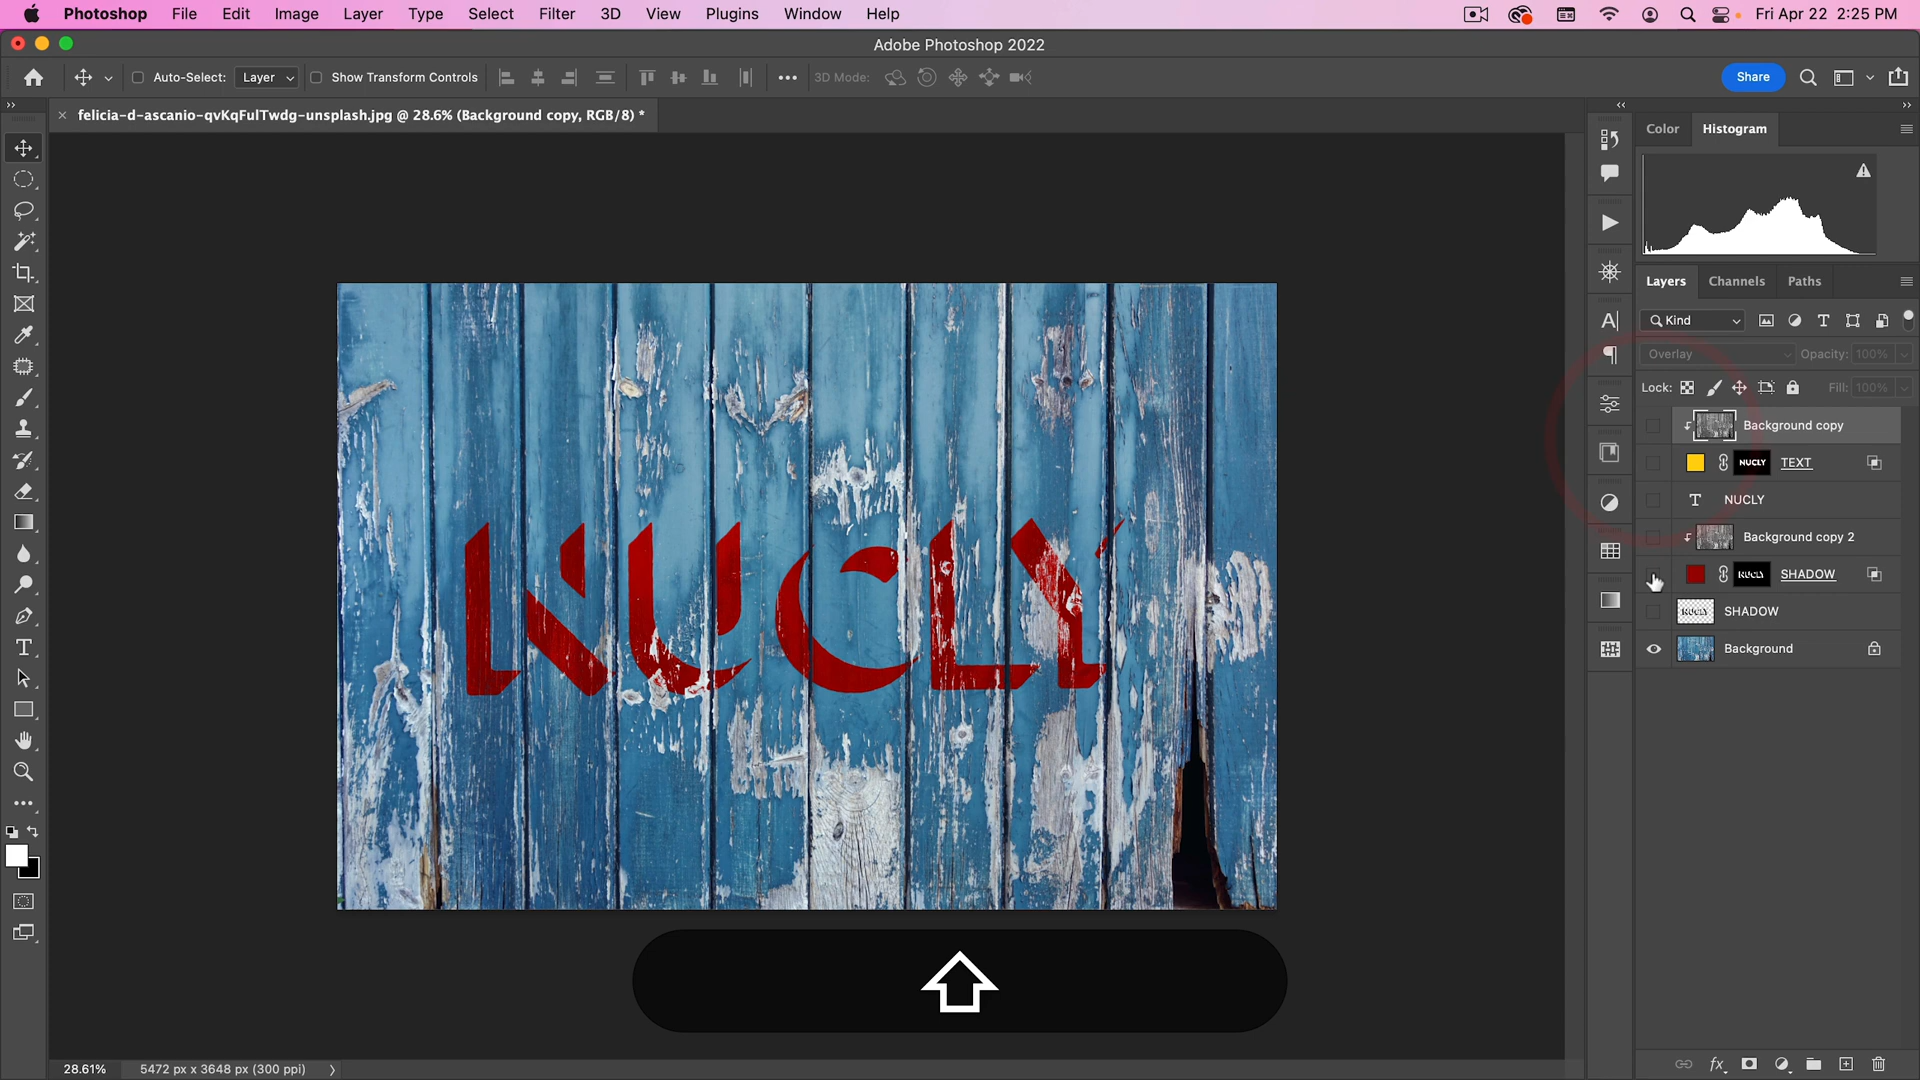 Photoshop File Edit Image Layer Type Select Filter 3D View Plugins Window Help Fri Apr 22 2:25 PM
Adobe Photoshop 2022
Auto-Select: Layer Show Transform Controls 3D Mode: Share
felicia-d-ascanio-qvKqFulTwdg-unsplash.jpg @ 28.6% (Background copy, RGB/8) *
Color Histogram
Layers Channels Paths
Kind
Overlay Opacity: 100%
Lock: Fill: 100%
Background copy
NUCLY TEXT
NUCLY
Background copy 2
NUCLY SHADOW
NUCLY SHADOW
Background
NUCLY
28.61% 5472 px x 3648 px (300 ppi)